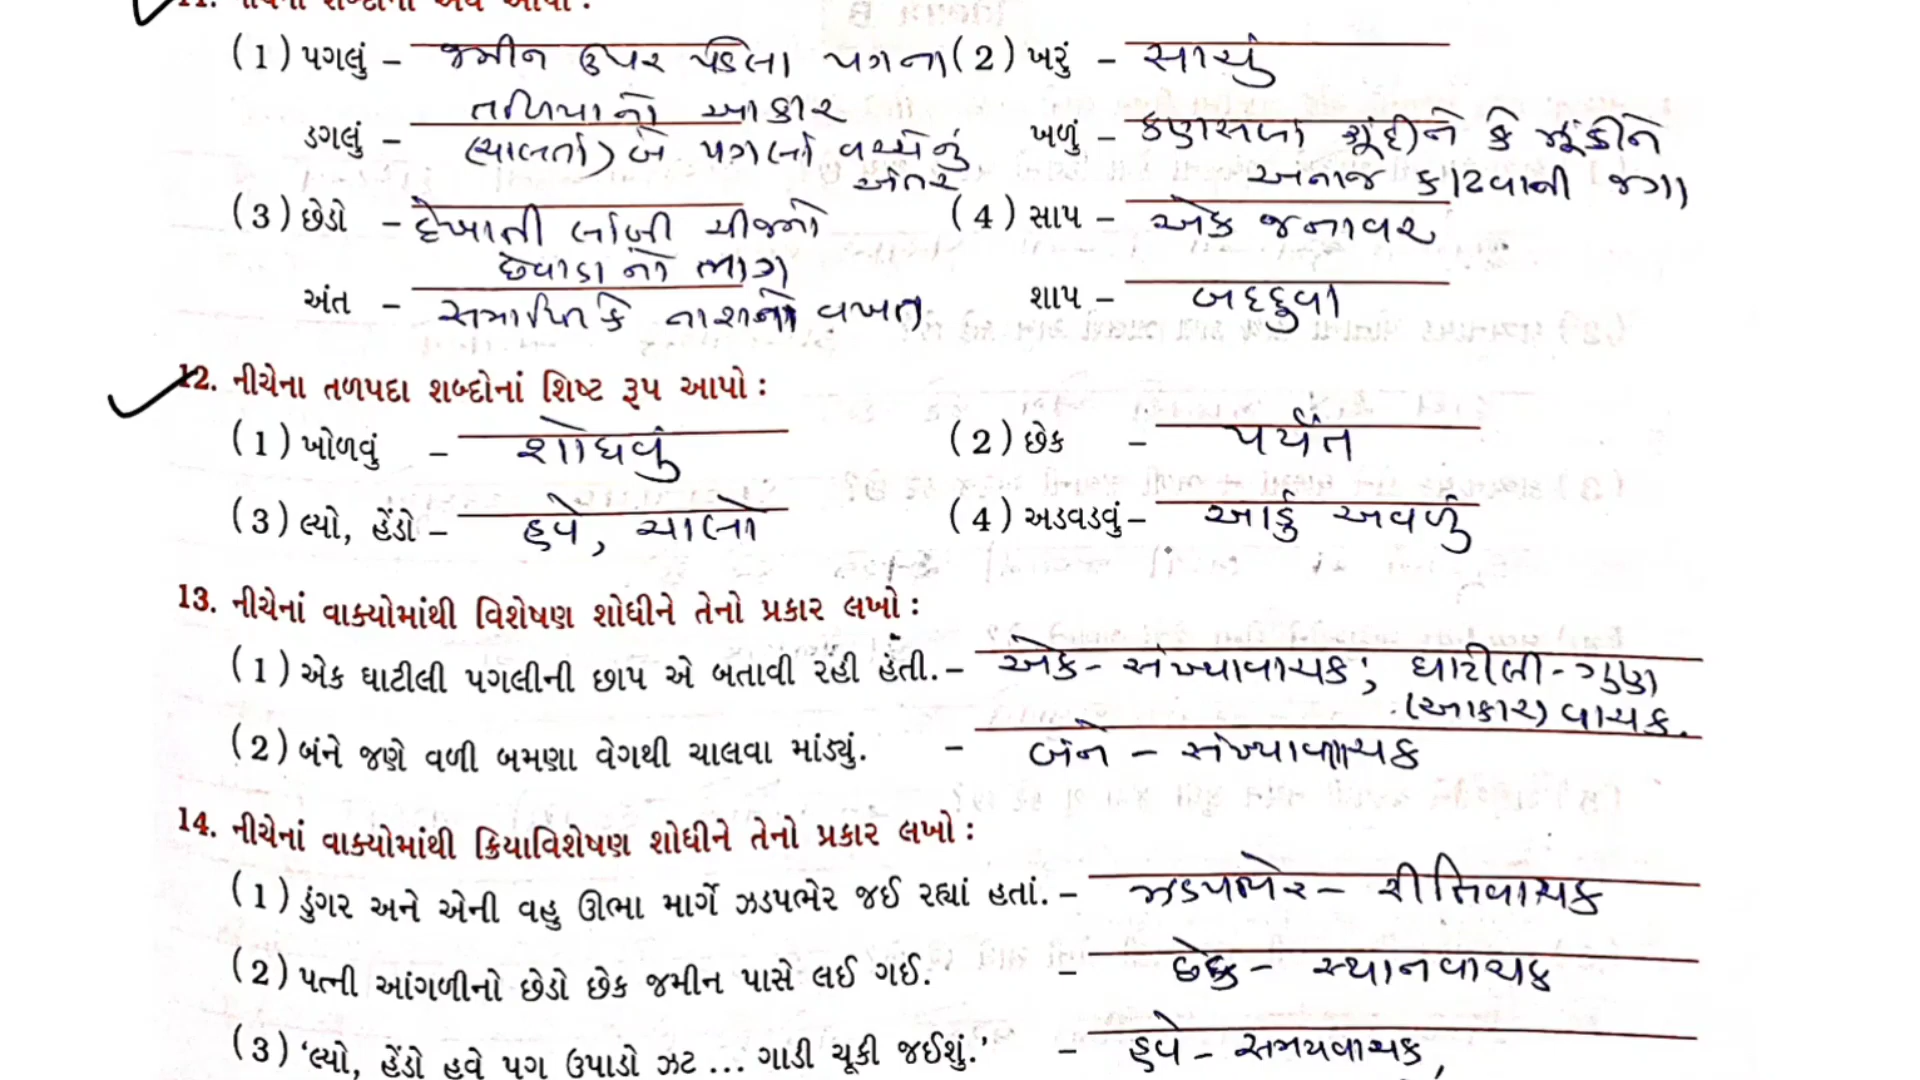 11. નીચેના શબ્દોના અર્થ આપો :
(1) પગલું – જમીન ઉપર પડેલા પગના (2) ખરું – સાચું
તળિયાનો આકાર
ડગલું – (ચાલતાં) બે પગલાં વચ્ચેનું ખળું – કણસલાં ગૂંદીને કે ઝૂડીને
અંતર અનાજ કાઢવાની જગા
(3) છેડો – દેખાતી લાંબી ચીજનો (4) સાપ – એક જનાવર
છેવાડાનો ભાગ
અંત – સમાપ્તિ કે નાશનો વખત શાપ – બદદુવા
12. નીચેના તળપદા શબ્દોનાં શિષ્ટ રૂપ આપો :
(1) ખોળવું – શોધવું (2) છેક – પર્યંત
(3) લ્યો, હેંડો – હવે, ચાલો (4) અડવડવું – આડું અવળું
13. નીચેનાં વાક્યોમાંથી વિશેષણ શોધીને તેનો પ્રકાર લખો :
(1) એક ઘાટીલી પગલીની છાપ એ બતાવી રહી હતી. – એક – સંખ્યાવાચક; ઘાટીલી – ગુણ
(આકાર) વાચક.
(2) બંને જણે વળી બમણા વેગથી ચાલવા માંડ્યું. – બંને – સંખ્યાવાચક
14. નીચેનાં વાક્યોમાંથી ક્રિયાવિશેષણ શોધીને તેનો પ્રકાર લખો :
(1) ડુંગર અને એની વહુ ઊભા માર્ગે ઝડપભેર જઈ રહ્યાં હતાં. – ઝડપભેર – રીતિવાચક
(2) પત્ની આંગળીનો છેડો છેક જમીન પાસે લઈ ગઈ. – છેક – સ્થાનવાચક
(3) 'લ્યો, હેંડો હવે પગ ઉપાડો ઝટ ... ગાડી ચૂકી જઈશું.' – હવે – સમયવાચક,